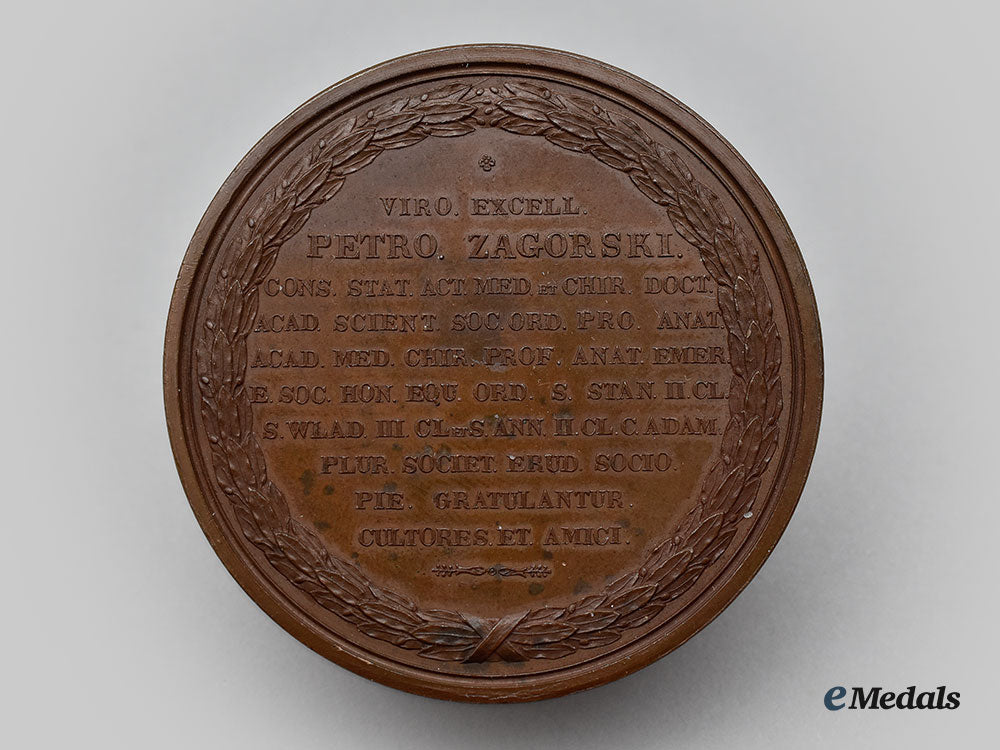 VIRO. EXCELL.
PETRO. ZAGORSKI.
CONS. STAT. ACT. MED. ET CHIR. DOCT.
ACAD. SCIENT. SOC. ORD. PRO. ANAT.
ACAD. MED. CHIR. PROF. ANAT. EMER.
E. SOC. HON. EQU. ORD. S. STAN. II. CL.
S. WLAD. III. CL. ET S. ANN. II. CL. C. ADAM.
PLUR. SOCIET. ERUD. SOCIO.
PIE. GRATULANTUR.
CULTORES. ET. AMICI.
eMedals